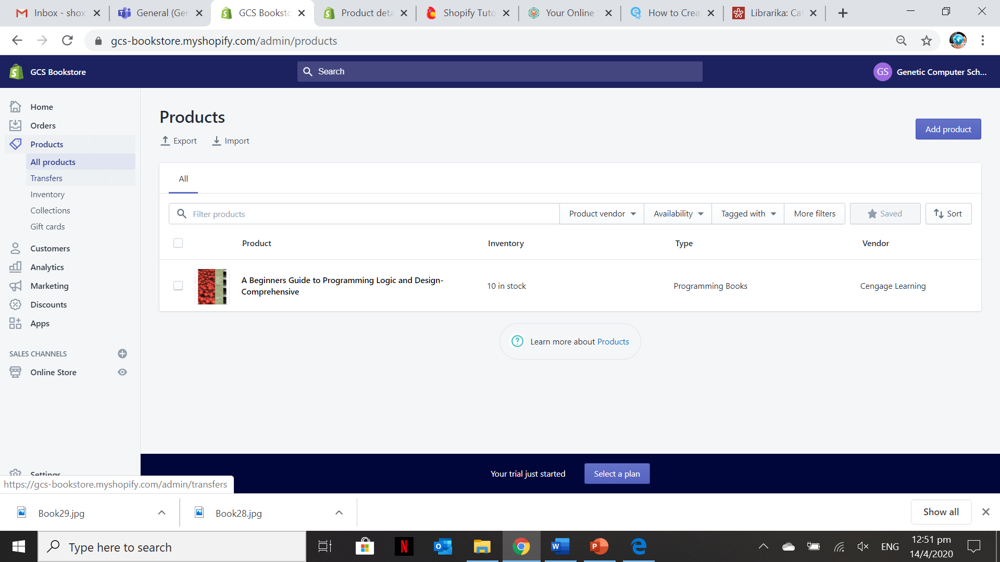 Inbox - shox
General (Ger
GCS Booksto
Product deta
Shopify Tuto
Your Online S
How to Crea
Librarika: Cat
gcs-bookstore.myshopify.com/admin/products
GCS Bookstore
Search
GS
Genetic Computer Sch...
Home
Orders
Products
All products
Transfers
Inventory
Collections
Gift cards
Customers
Analytics
Marketing
Discounts
Apps
SALES CHANNELS
Online Store
Settings
https://gcs-bookstore.myshopify.com/admin/transfers
Products
Export
Import
Add product
All
Filter products
Product vendor
Availability
Tagged with
More filters
Saved
Sort
Product
Inventory
Type
Vendor
A Beginners Guide to Programming Logic and Design-
Comprehensive
10 in stock
Programming Books
Cengage Learning
Learn more about Products
Your trial just started
Select a plan
Book29.jpg
Book28.jpg
Show all
Type here to search
ENG
12:51 pm
14/4/2020